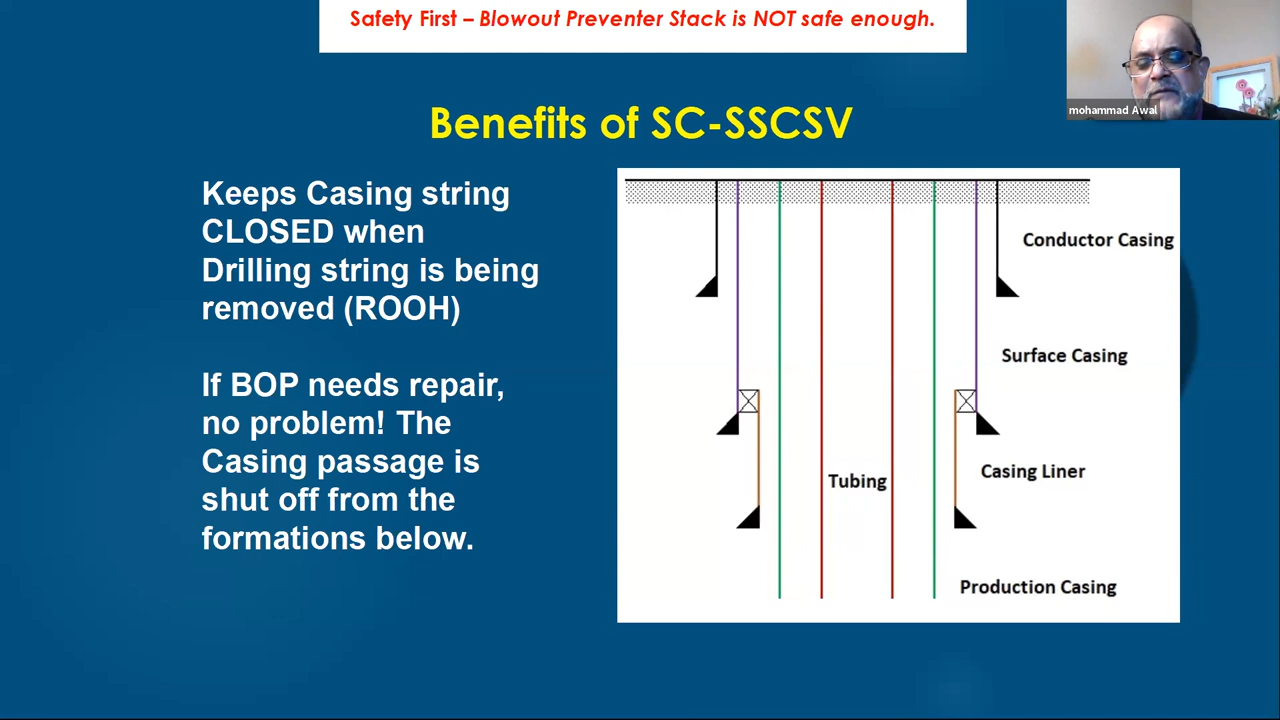 Safety First – Blowout Preventer Stack is NOT safe enough.
mohammad Awal
Benefits of SC-SSCSV
Keeps Casing string
CLOSED when
Drilling string is being
removed (ROOH)
If BOP needs repair,
no problem! The
Casing passage is
shut off from the
formations below.
Conductor Casing
Surface Casing
Casing Liner
Tubing
Production Casing